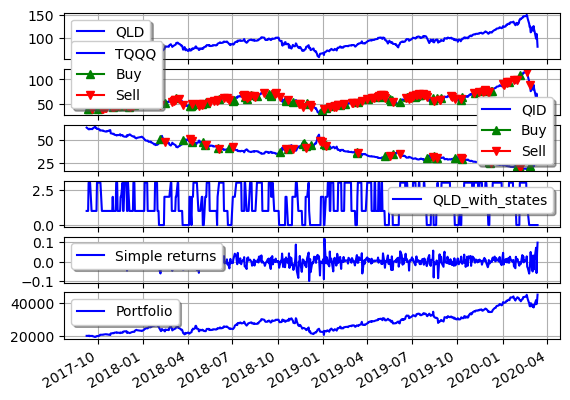 150
100
QLD
TQQQ
Buy
Sell
100
50
QID
Buy
Sell
50
25
2.5
0.0
QLD_with_states
0.1
0.0
-0.1
Simple returns
40000
20000
Portfolio
2017-10
2018-01
2018-04
2018-07
2018-10
2019-01
2019-04
2019-07
2019-10
2020-01
2020-04